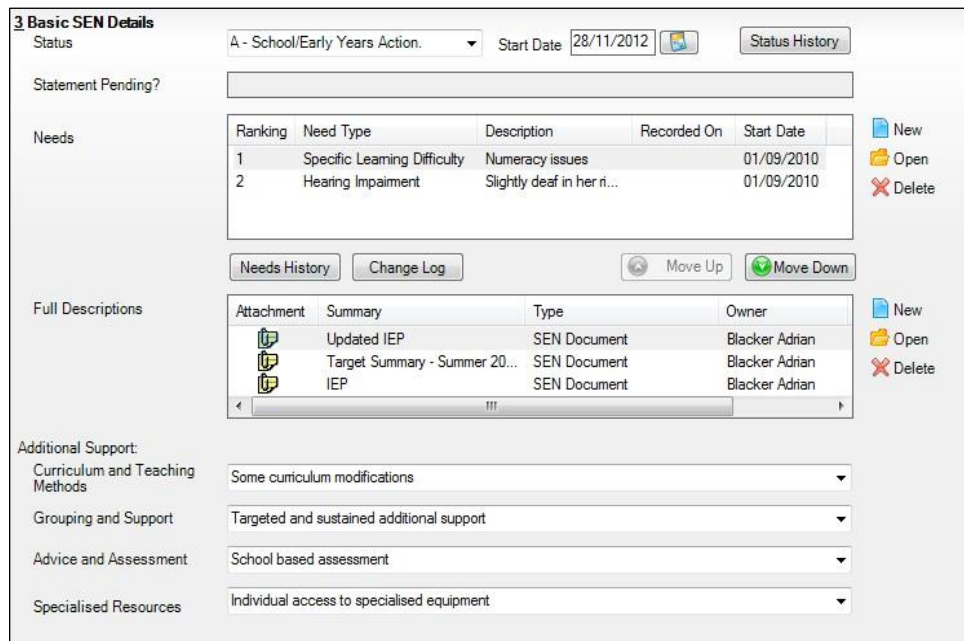 3 Basic SEN Details
Status A - School/Early Years Action. Start Date 28/11/2012 Status History
Statement Pending?
Needs
Ranking Need Type Description Recorded On Start Date
1 Specific Learning Difficulty Numeracy issues 01/09/2010
2 Hearing Impairment Slightly deaf in her ri... 01/09/2010
New
Open
Delete
Needs History Change Log Move Up Move Down
Full Descriptions
Attachment Summary Type Owner
Updated IEP SEN Document Blacker Adrian
Target Summary - Summer 20... SEN Document Blacker Adrian
IEP SEN Document Blacker Adrian
New
Open
Delete
Additional Support:
Curriculum and Teaching
Methods
Some curriculum modifications
Grouping and Support Targeted and sustained additional support
Advice and Assessment School based assessment
Specialised Resources Individual access to specialised equipment